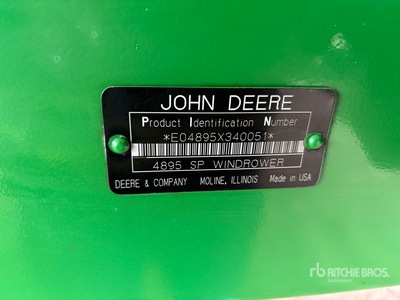 JOHN DEERE
Product Identification Number
*E04895X340051*
4895 SP WINDROWER
DEERE & COMPANY MOLINE, ILLINOIS Made in USA
rb RITCHIE BROS.